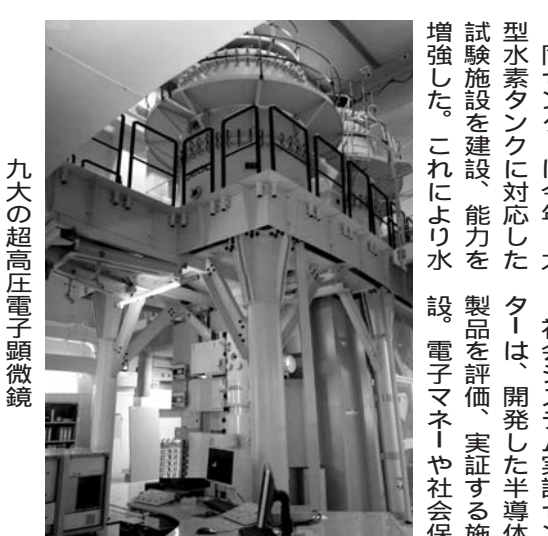 型水素タンクに対応した
試験施設を建設、能力を
増強した。これにより水
ターは、開発した半導体
製品を評価、実証する施
設。電子マネーや社会保
九大の超高圧電子顕微鏡